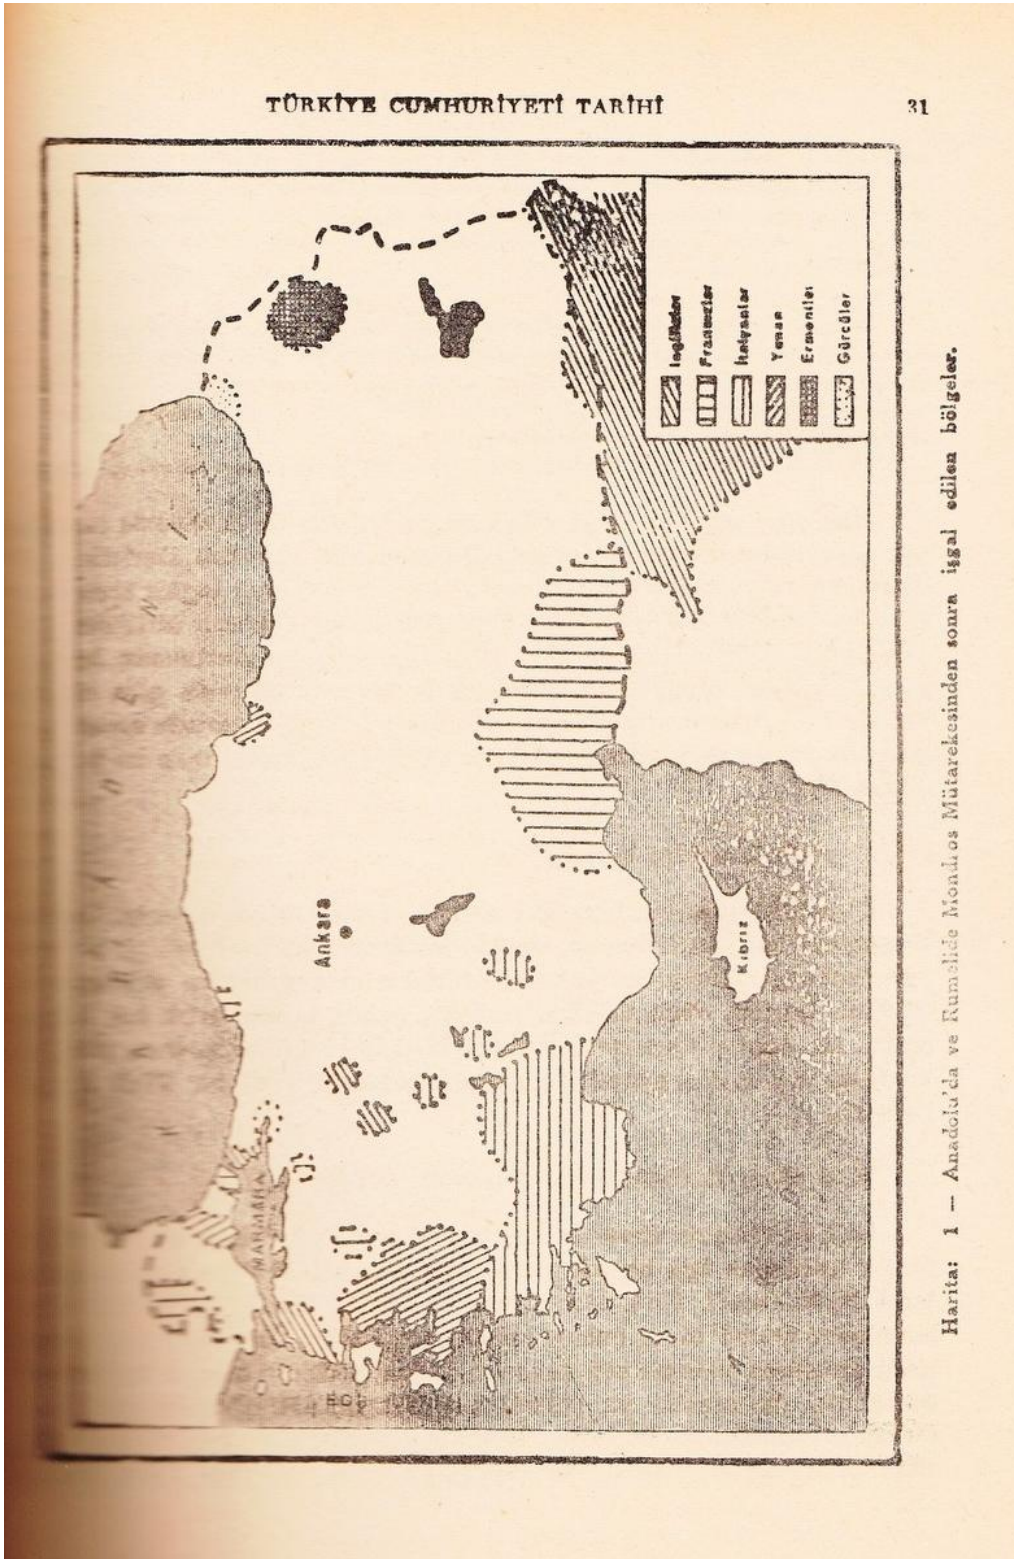 TÜRKİYE CUMHURİYETİ TARİHİ
31
İngilizler
Fransızlar
İtalyanlar
Yunan
Ermeniler
Gürcüler
Ankara
MARMARA
Kıbrız
Harita: 1 — Anadolu'da ve Rumelide Mondros Mütarekesinden sonra işgal edilen bölgeler.